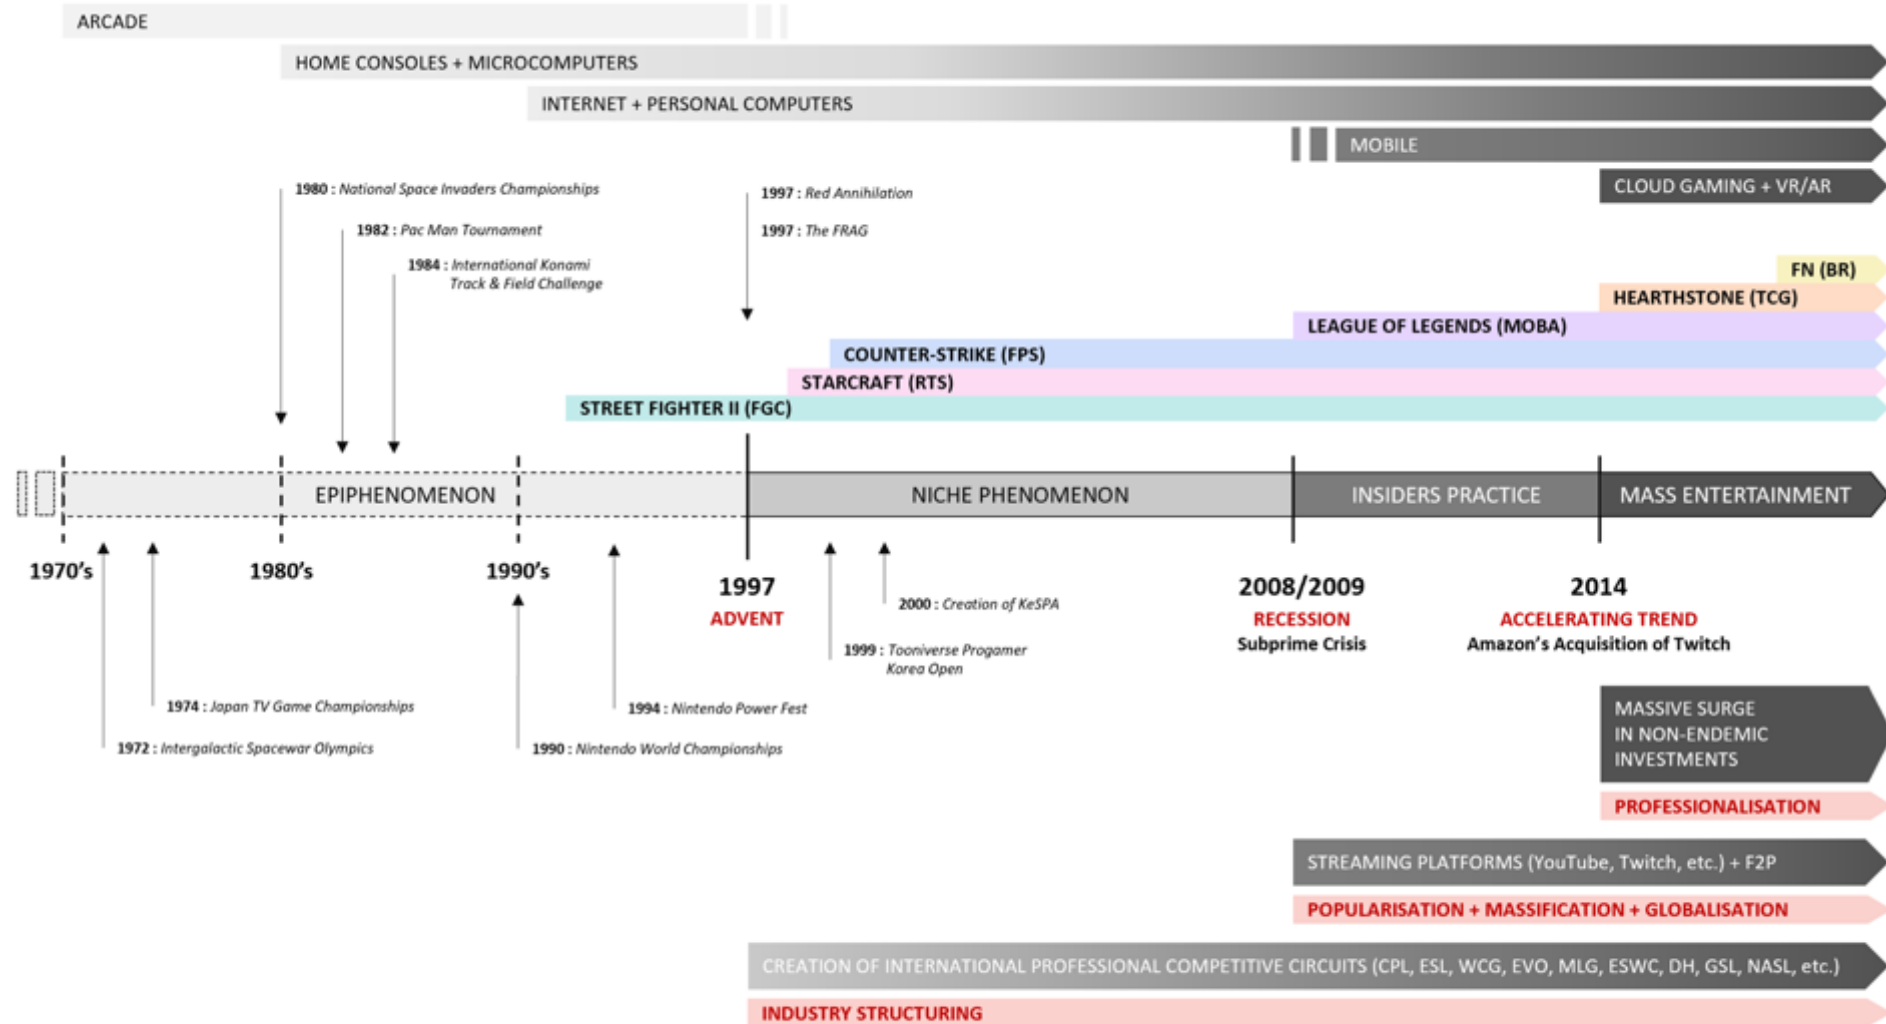 ARCADE
HOME CONSOLES + MICROCOMPUTERS
INTERNET + PERSONAL COMPUTERS
MOBILE
CLOUD GAMING + VR/AR
1980 : National Space Invaders Championships
1997 : Red Annihilation
1982 : Pac Man Tournament
1997 : The FRAG
1984 : International Konami
Track & Field Challenge
FN (BR)
HEARTHSTONE (TCG)
LEAGUE OF LEGENDS (MOBA)
COUNTER-STRIKE (FPS)
STARCRAFT (RTS)
STREET FIGHTER II (FGC)
EPIPHENOMENON
NICHE PHENOMENON
INSIDERS PRACTICE
MASS ENTERTAINMENT
1970's
1980's
1990's
1997
ADVENT
2008/2009
RECESSION
Subprime Crisis
2014
ACCELERATING TREND
Amazon's Acquisition of Twitch
2000 : Creation of KeSPA
1999 : Tooniverse Progamer
Korea Open
1974 : Japan TV Game Championships
1994 : Nintendo Power Fest
1972 : Intergalactic Spacewar Olympics
1990 : Nintendo World Championships
MASSIVE SURGE
IN NON-ENDEMIC
INVESTMENTS
PROFESSIONALISATION
STREAMING PLATFORMS (YouTube, Twitch, etc.) + F2P
POPULARISATION + MASSIFICATION + GLOBALISATION
CREATION OF INTERNATIONAL PROFESSIONAL COMPETITIVE CIRCUITS (CPL, ESL, WCG, EVO, MLG, ESWC, DH, GSL, NASL, etc.)
INDUSTRY STRUCTURING